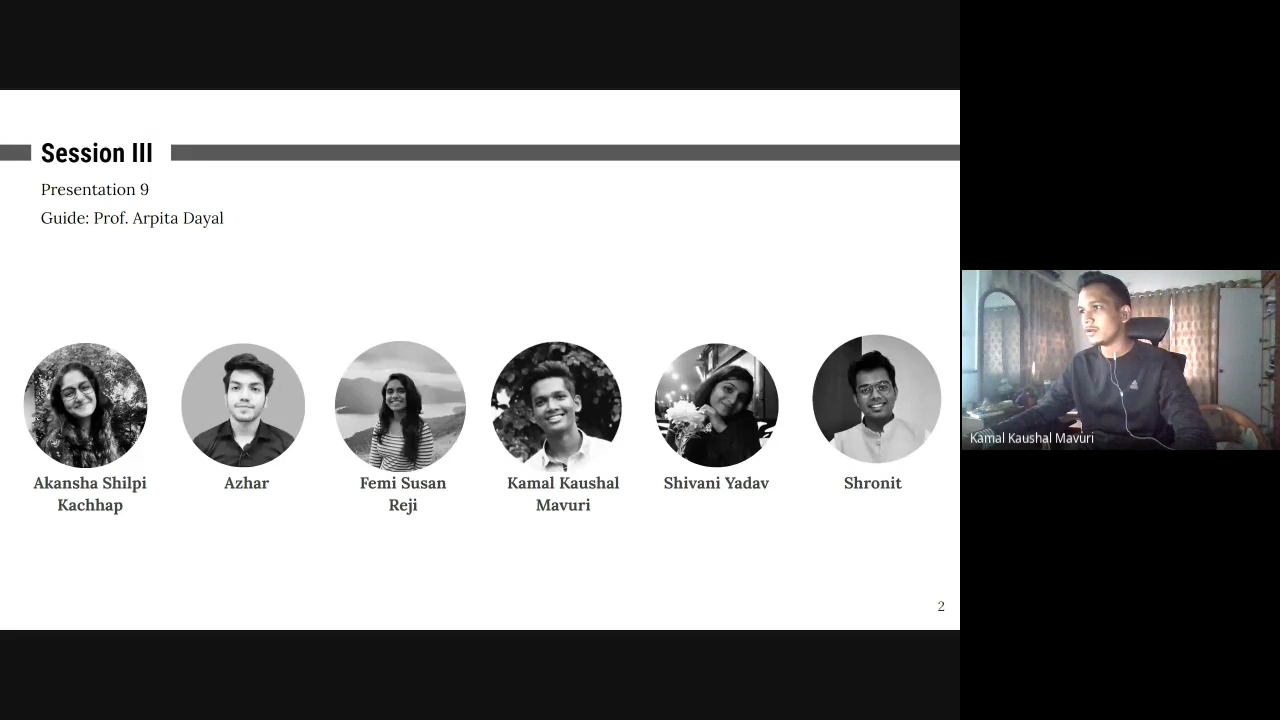 Session III
Presentation 9
Guide: Prof. Arpita Dayal
Akansha Shilpi
Kachhap
Azhar
Femi Susan
Reji
Kamal Kaushal
Mavuri
Shivani Yadav
Shronit
2
Kamal Kaushal Mavuri